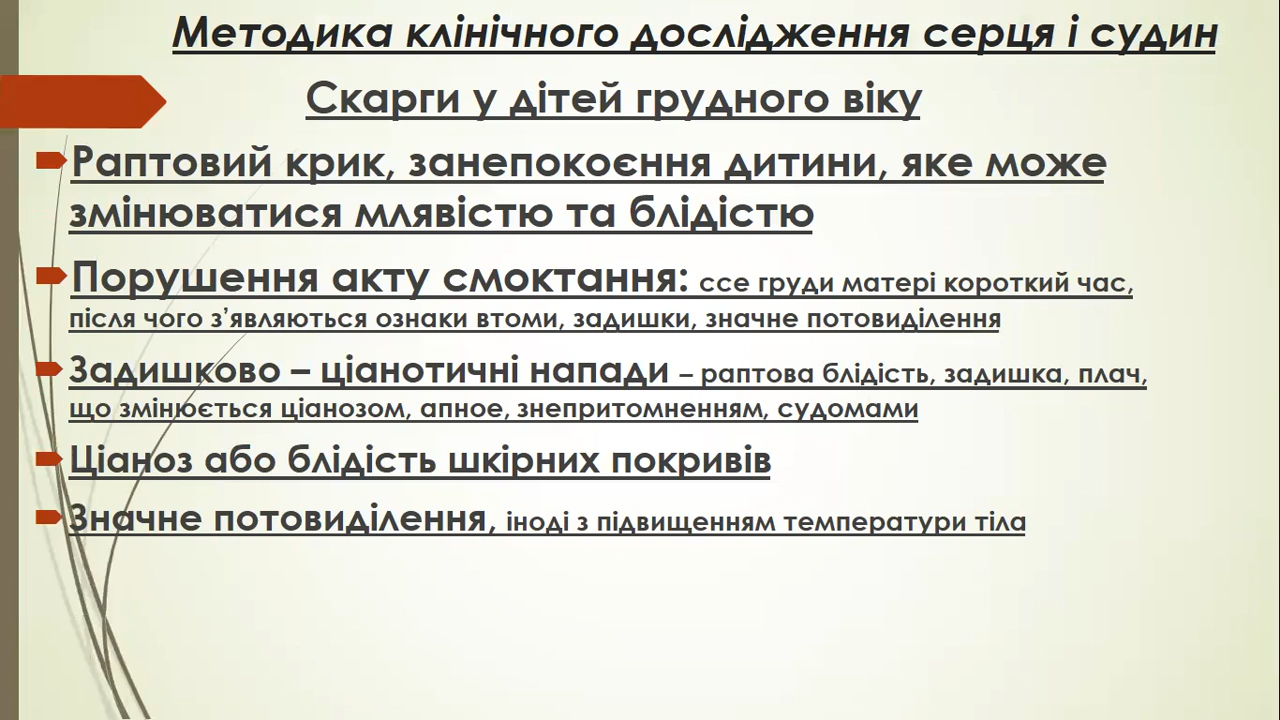 Методика клінічного дослідження серця і судин
Скарги у дітей грудного віку
Раптовий крик, занепокоєння дитини, яке може
змінюватися млявістю та блідістю
Порушення акту смоктання: ссе груди матері короткий час,
після чого з’являються ознаки втоми, задишки, значне потовиділення
Задишково – ціанотичні напади – раптова блідість, задишка, плач,
що змінюється ціанозом, апное, знепритомненням, судомами
Ціаноз або блідість шкірних покривів
Значне потовиділення, іноді з підвищенням температури тіла